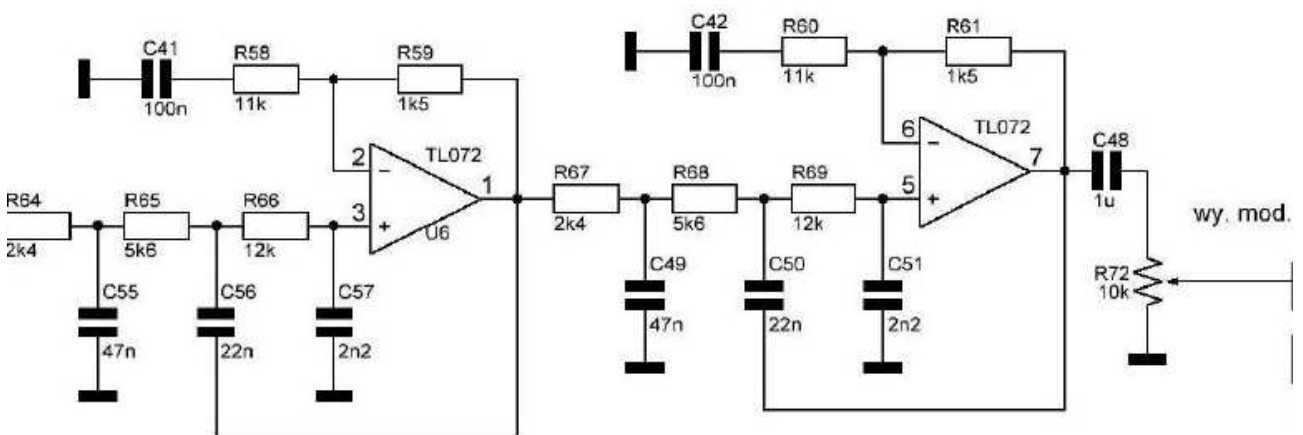 C41
100n
R58
11k
R59
1k5
C42
100n
R60
11k
R61
1k5
2
3
1
TL072
U6
6
5
7
TL072
R64
2k4
R65
5k6
R66
12k
C55
47n
C56
22n
C57
2n2
R67
2k4
R68
5k6
R69
12k
C49
47n
C50
22n
C51
2n2
C48
1u
wy. mod.
R72
10k